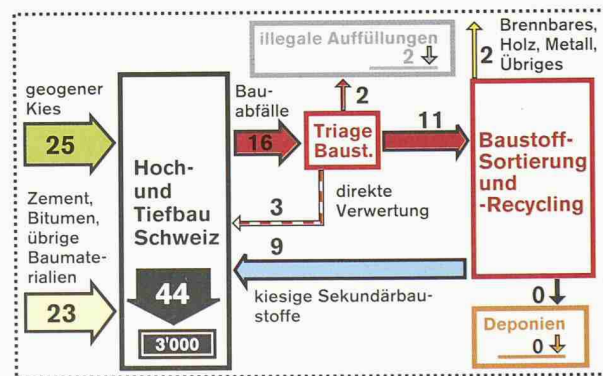 illegale Auffüllungen
2
Brennbares,
Holz, Metall,
Übriges
2
geogener
Kies
25
Bau-
abfälle
16
2
Triage
Baust.
11
Baustoff-
Sortierung
und
-Recycling
Hoch-
und
Tiefbau
Schweiz
Zement,
Bitumen,
übrige
Baumate-
rialien
23
3
direkte
Verwertung
9
kiesige Sekundärbau-
stoffe
44
3'000
0
Deponien
0